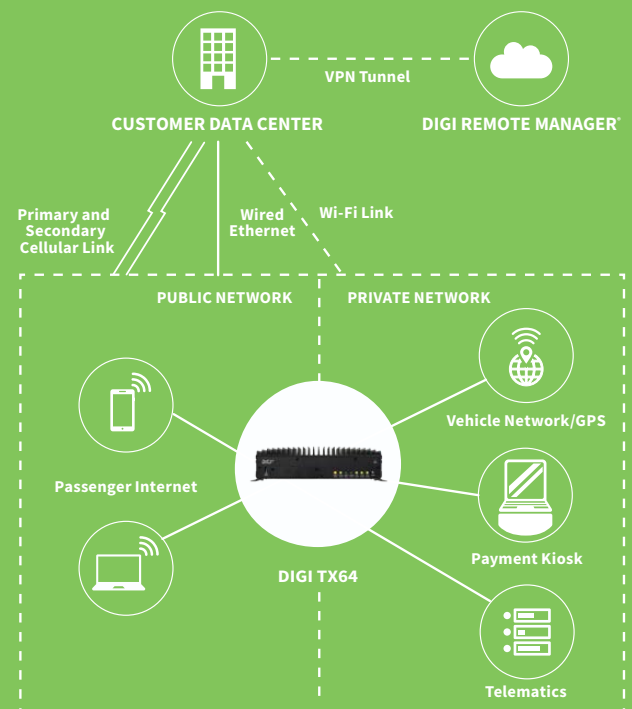 VPN Tunnel
CUSTOMER DATA CENTER
DIGI REMOTE MANAGER®
Primary and
Secondary
Cellular Link
Wired
Ethernet
Wi-Fi Link
PUBLIC NETWORK
PRIVATE NETWORK
Vehicle Network/GPS
Passenger Internet
Payment Kiosk
DIGI TX64
Telematics